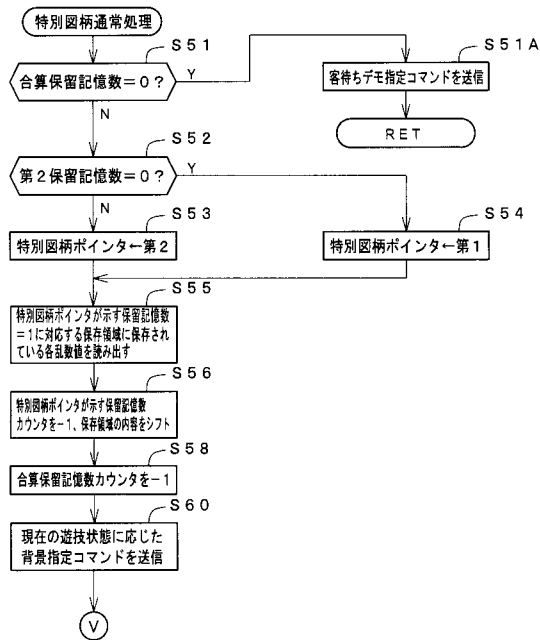 特別図柄通常処理
S51
合算保留記憶数=0?
Y
N
S51A
客待ちデモ指定コマンドを送信
RET
S52
第2保留記憶数=0?
Y
N
S53
特別図柄ポインタ←第2
S54
特別図柄ポインタ←第1
S55
特別図柄ポインタが示す保留記憶数
=1に対応する保存領域に保存され
ている各乱数値を読み出す
S56
特別図柄ポインタが示す保留記憶数
カウンタを-1、保存領域の内容をシフト
S58
合算保留記憶数カウンタを-1
S60
現在の遊技状態に応じた
背景指定コマンドを送信
V